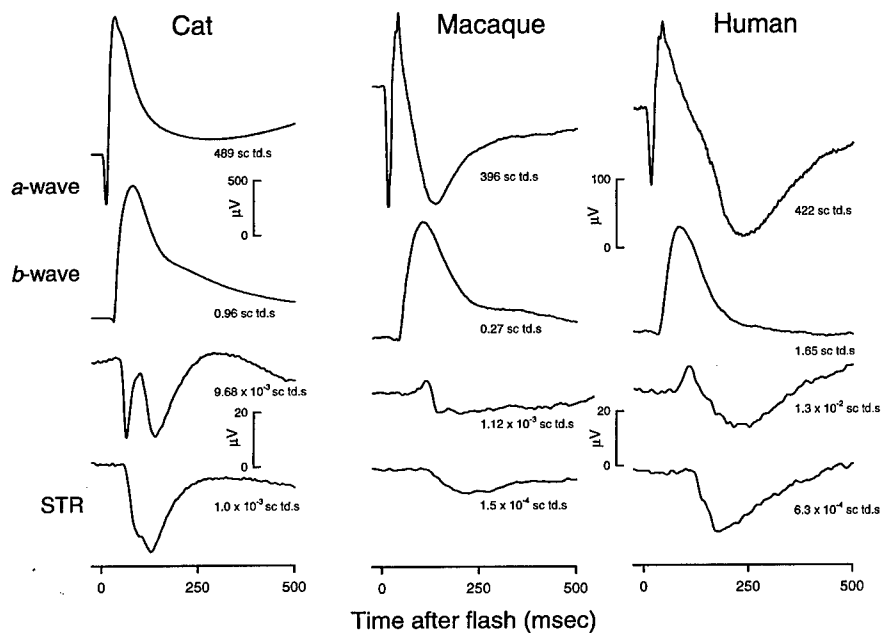 Cat
Macaque
Human
a-wave
489 sc td.s
396 sc td.s
422 sc td.s
500
0
µV
100
0
µV
b-wave
0.96 sc td.s
0.27 sc td.s
1.65 sc td.s
9.68 x 10⁻³ sc td.s
1.12 x 10⁻³ sc td.s
1.3 x 10⁻² sc td.s
20
0
µV
20
0
µV
STR
1.0 x 10⁻³ sc td.s
1.5 x 10⁻⁴ sc td.s
6.3 x 10⁻⁴ sc td.s
0 250 500
0 250 500
0 250 500
Time after flash (msec)